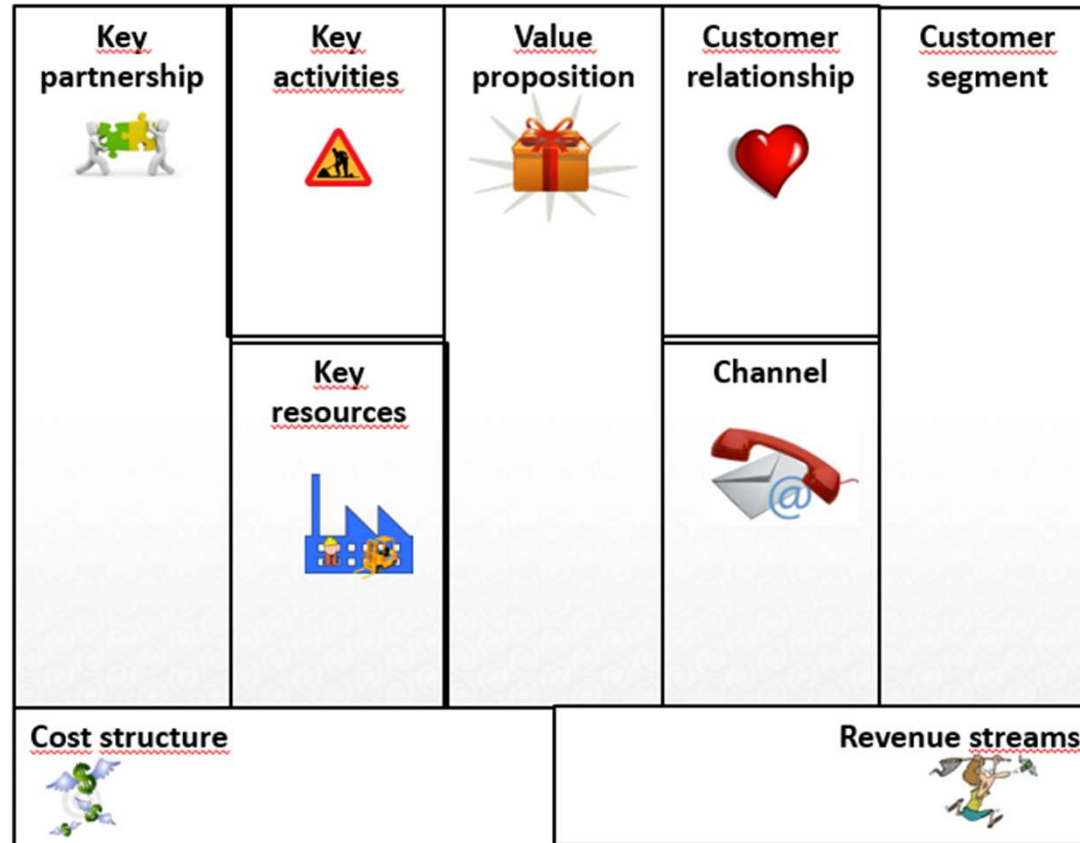 Key
partnership
Key
activities
Value
proposition
Customer
relationship
Customer
segment
Key
resources
Channel
@
Cost structure
Revenue streams